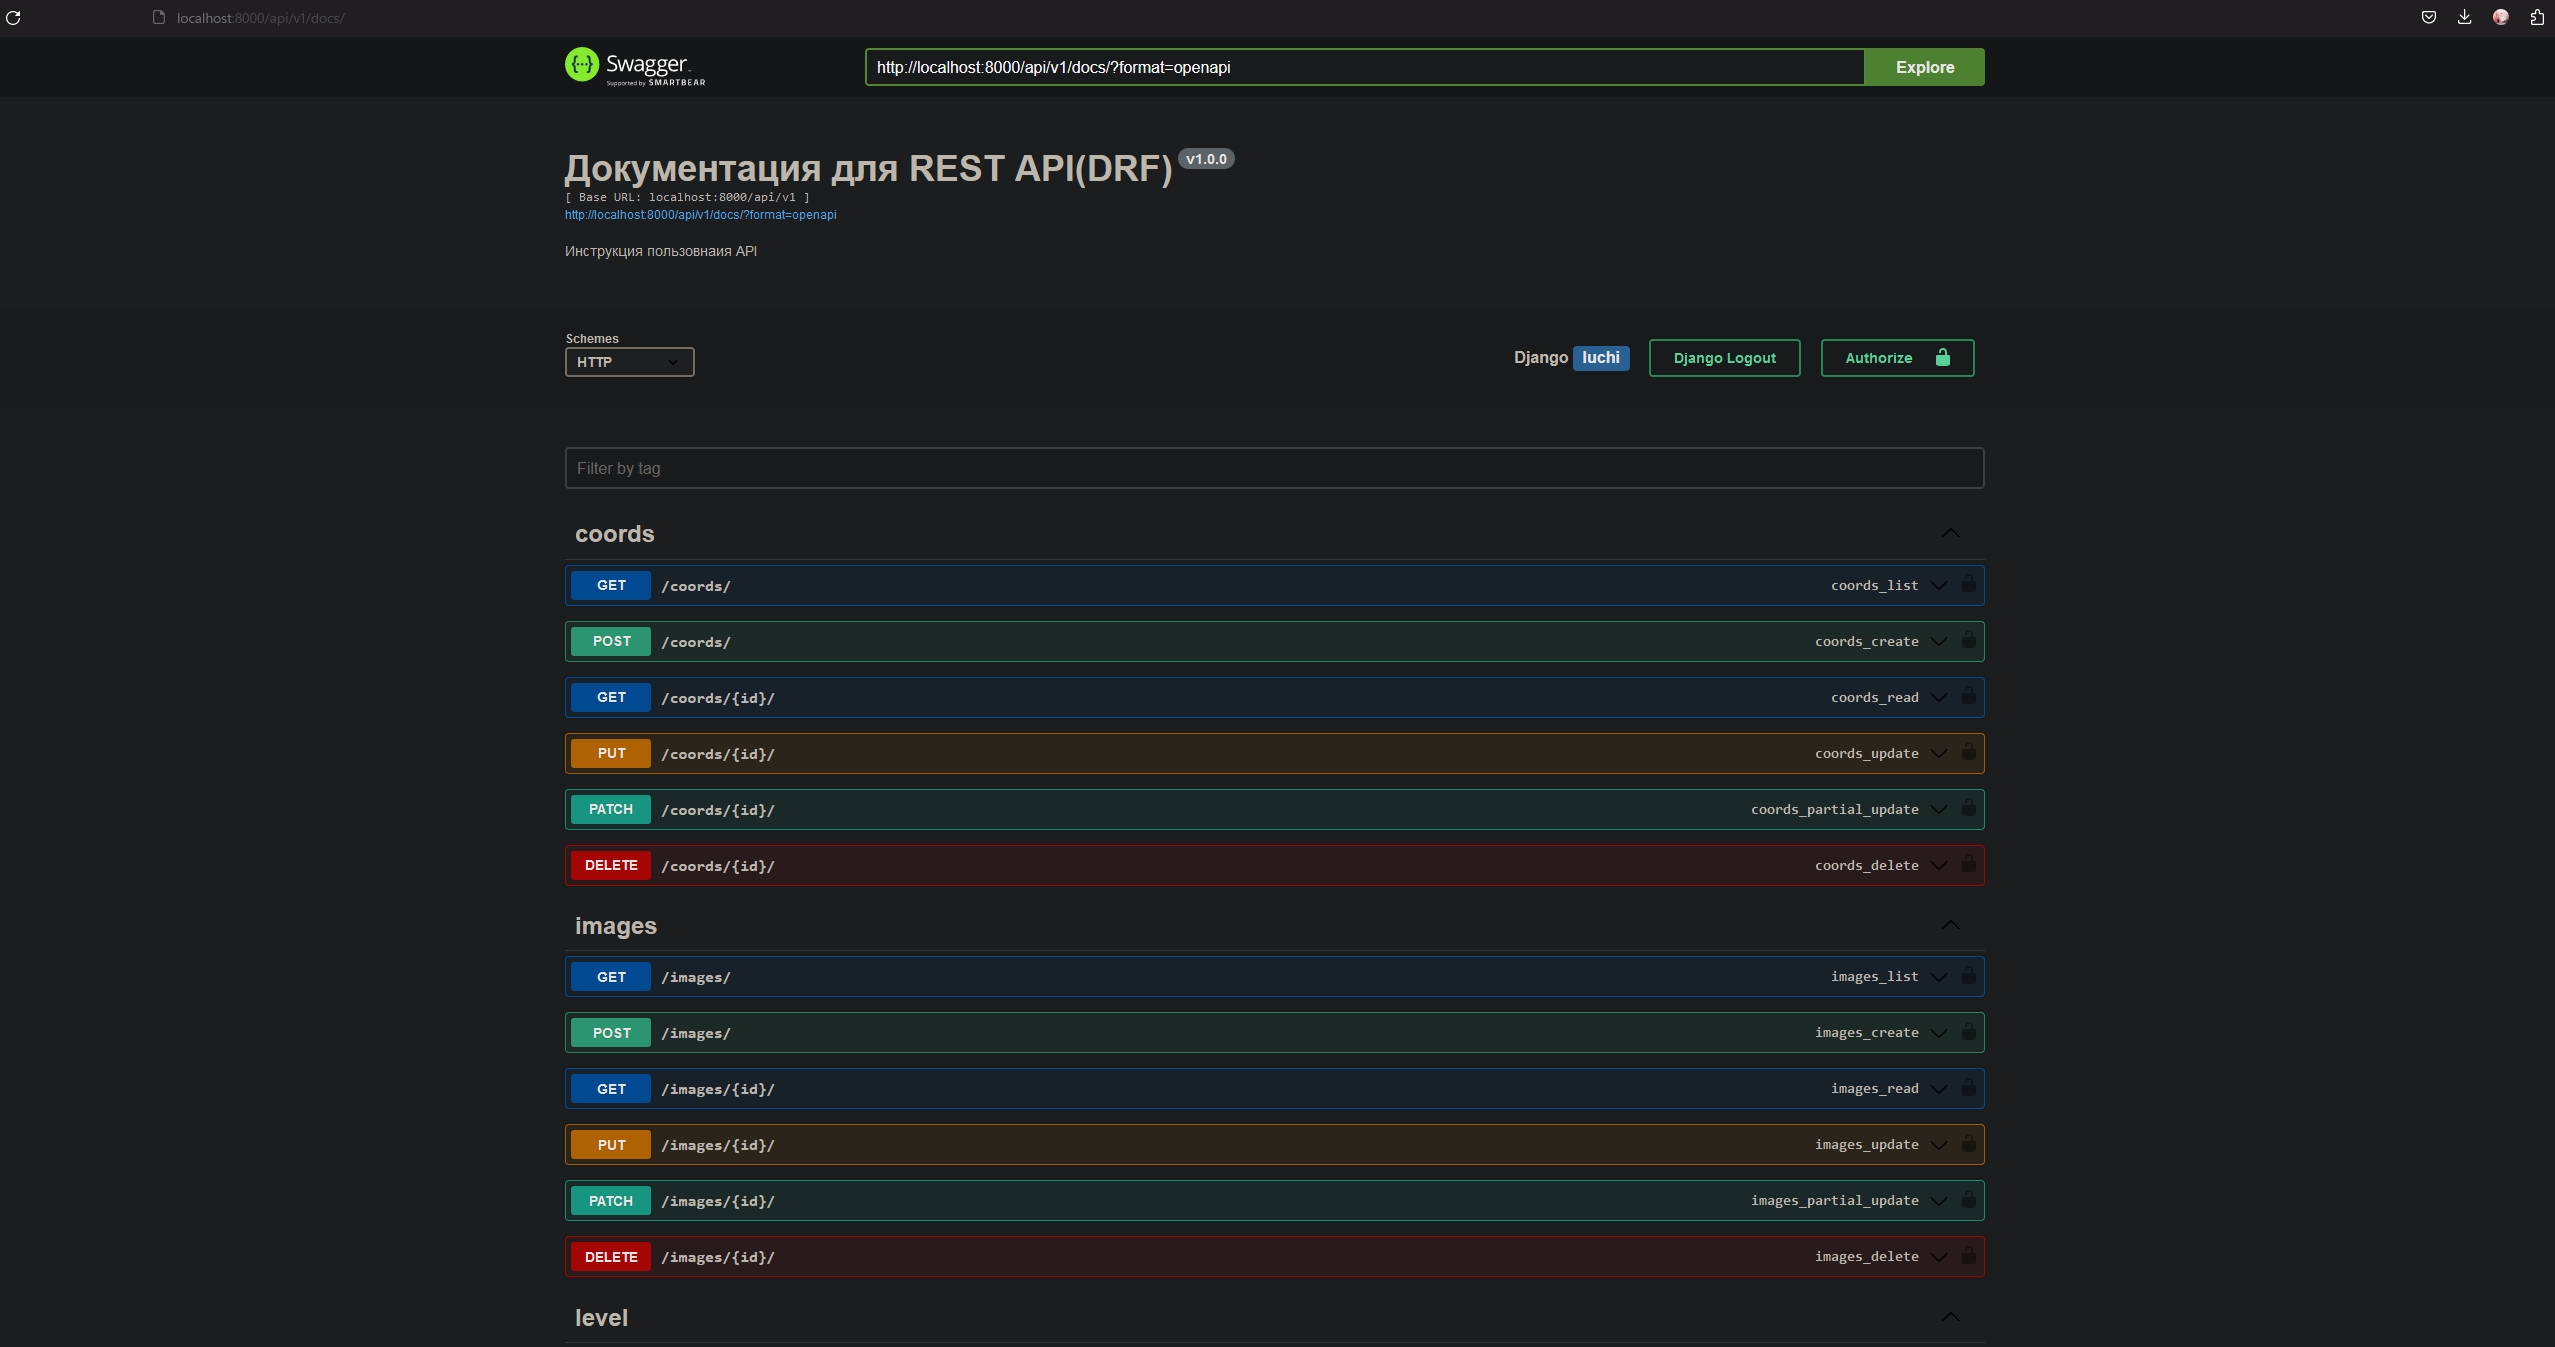 localhost:8000/api/v1/docs/
Swagger
Supported by SMARTBEAR
http://localhost:8000/api/v1/docs/?format=openapi
Explore
Документация для REST API(DRF) v1.0.0
[ Base URL: localhost:8000/api/v1 ]
http://localhost:8000/api/v1/docs/?format=openapi
Инструкция пользовнаия API
Schemes
HTTP
Django luchi
Django Logout
Authorize
Filter by tag
coords
GET /coords/ coords_list
POST /coords/ coords_create
GET /coords/{id}/ coords_read
PUT /coords/{id}/ coords_update
PATCH /coords/{id}/ coords_partial_update
DELETE /coords/{id}/ coords_delete
images
GET /images/ images_list
POST /images/ images_create
GET /images/{id}/ images_read
PUT /images/{id}/ images_update
PATCH /images/{id}/ images_partial_update
DELETE /images/{id}/ images_delete
level